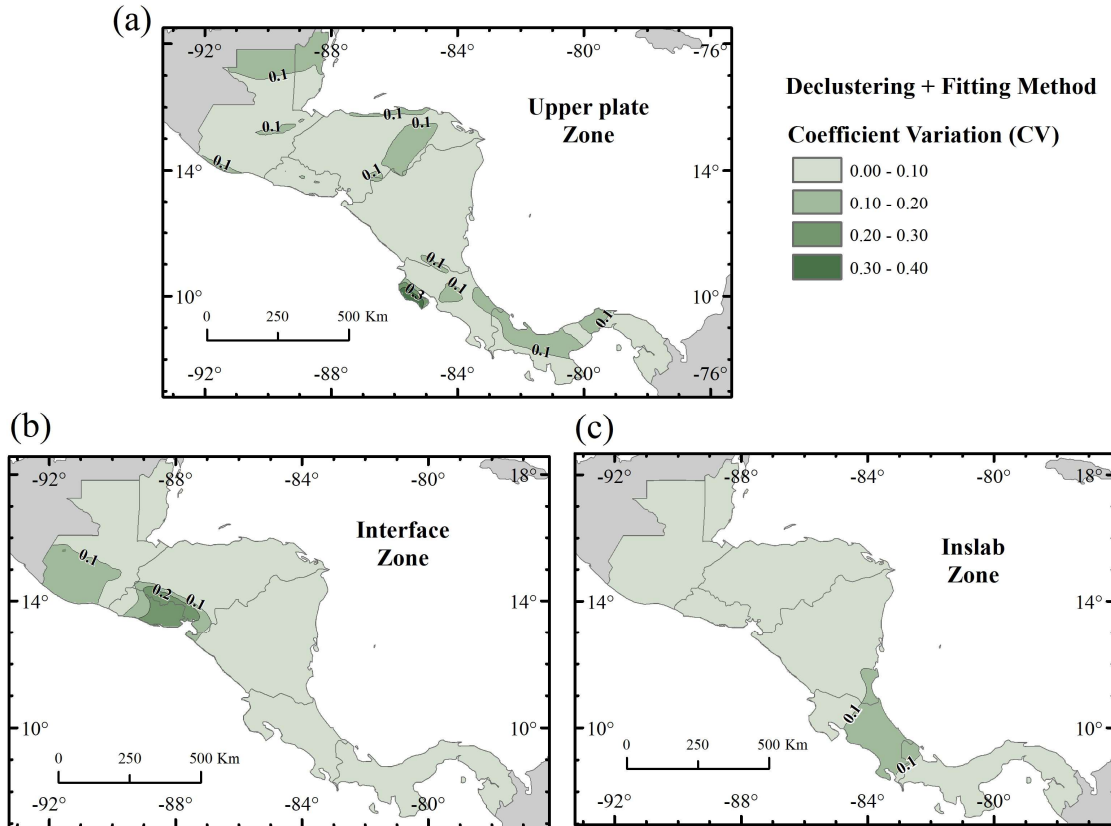 (a)
-92° -88° -84° -80° -76°
0.1
0.1
0.1
0.1
0.1
0.1
Upper plate
Zone
14° 14°
0.1
0.1
0.3
0.1
0.1
10° 10°
0 250 500 Km
-92° -88° -84° -80° -76°
Declustering + Fitting Method
Coefficient Variation (CV)
0.00 - 0.10
0.10 - 0.20
0.20 - 0.30
0.30 - 0.40
(b)
-92° -88° -84° -80° 18°
Interface
Zone
0.1
0.2
0.1
14° 14°
10° 10°
0 250 500 Km
-92° -88° -84° -80°
(c)
-92° -88° -84° -80° 18°
Inslab
Zone
14° 14°
0.1
0.1
10° 10°
0 250 500 Km
-92° -88° -84° -80°